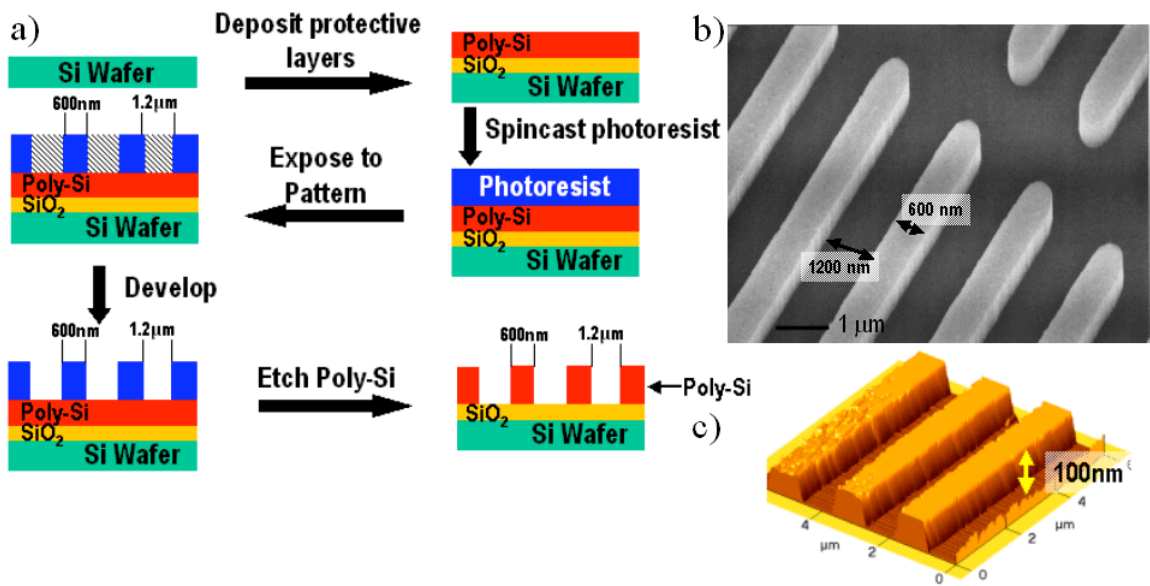 a)
Si Wafer
Deposit protective
layers
Poly-Si
SiO₂
Si Wafer
Spincast photoresist
Photoresist
Poly-Si
SiO₂
Si Wafer
Expose to
Pattern
600nm
1.2μm
Poly-Si
SiO₂
Si Wafer
Develop
600nm
1.2μm
Poly-Si
SiO₂
Si Wafer
Etch Poly-Si
600nm
1.2μm
Poly-Si
SiO₂
Si Wafer
b)
600 nm
1200 nm
1 μm
c)
100nm
4
μm
2
0
0
2
μm
4